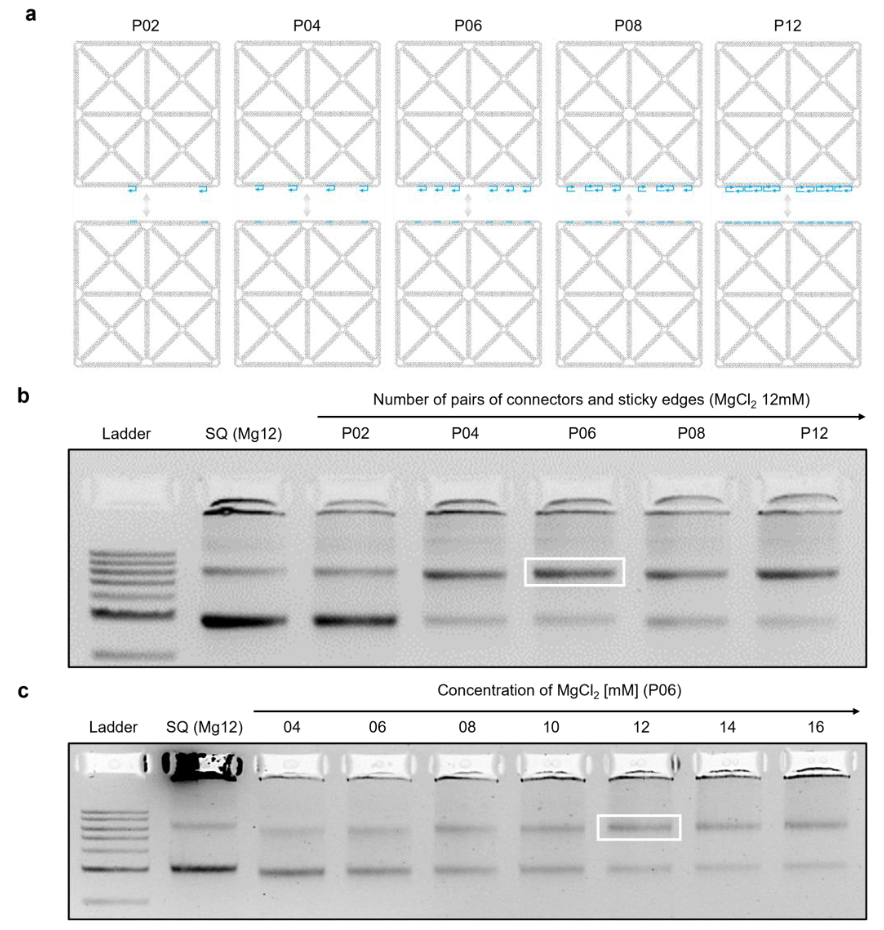 a
P02 P04 P06 P08 P12
b
Number of pairs of connectors and sticky edges (MgCl₂ 12mM)
Ladder SQ (Mg12) P02 P04 P06 P08 P12
c
Concentration of MgCl₂ [mM] (P06)
Ladder SQ (Mg12) 04 06 08 10 12 14 16